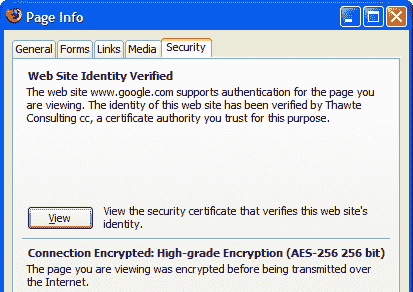 Page Info
General Forms Links Media Security
Web Site Identity Verified
The web site www.google.com supports authentication for the page you
are viewing. The identity of this web site has been verified by Thawte
Consulting cc, a certificate authority you trust for this purpose.
View
View the security certificate that verifies this web site's
identity.
Connection Encrypted: High-grade Encryption (AES-256 256 bit)
The page you are viewing was encrypted before being transmitted over
the Internet.